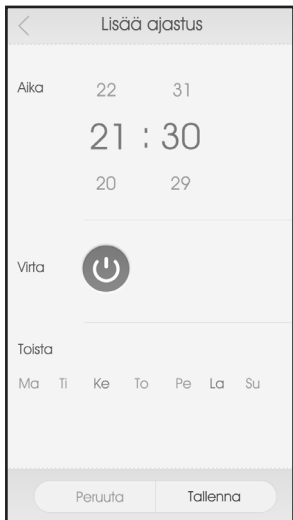 Lisää ajastus
Aika
22 31
21 : 30
20 29
Virta
Toista
Ma Ti Ke To Pe La Su
Peruuta Tallenna